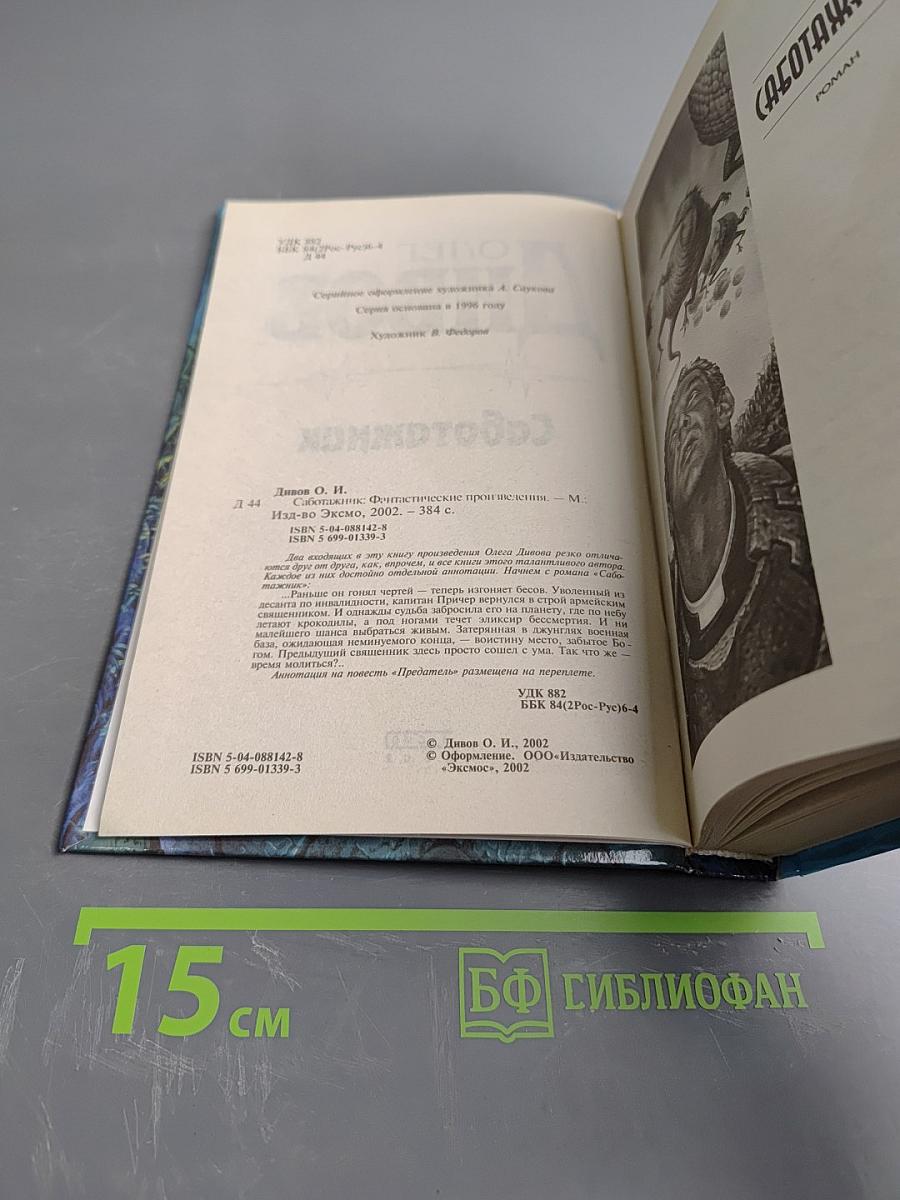 УДК 882
ББК 84(2Рос-Рус)6-4
Д 44
Серийное оформление художника А. Саукова
Серия основана в 1996 году
Художник В. Федоров
Дивов О. И.
Д 44 Саботажник: Фантастические произведения. — М.:
Изд-во Эксмо, 2002. – 384 с.
ISBN 5-04-088142-8
ISBN 5 699-01339-3
Два входящих в эту книгу произведения Олега Дивова резко отлича-
ются друг от друга, как, впрочем, и все книги этого талантливого автора.
Каждое из них достойно отдельной аннотации. Начнем с романа «Сабо-
тажник»:
...Раньше он гонял чертей — теперь изгоняет бесов. Уволенный из
десанта по инвалидности, капитан Причер вернулся в строй армейским
священником. И однажды судьба забросила его на планету, где по небу
летают крокодилы, а под ногами течет эликсир бессмертия. И ни
малейшего шанса выбраться живым. Затерянная в джунглях военная
база, ожидающая неминуемого конца, — воистину место, забытое Бо-
гом. Предыдущий священник здесь просто сошел с ума. Так что же —
время молиться?..
Аннотация на повесть «Предатель» размещена на переплете.
УДК 882
ББК 84(2Рос-Рус)6-4
© Дивов О. И., 2002
© Оформление. ООО«Издательство
«Эксмос», 2002
ISBN 5-04-088142-8
ISBN 5 699-01339-3
РОМАН
15 см
БФ БИБЛИОФАН